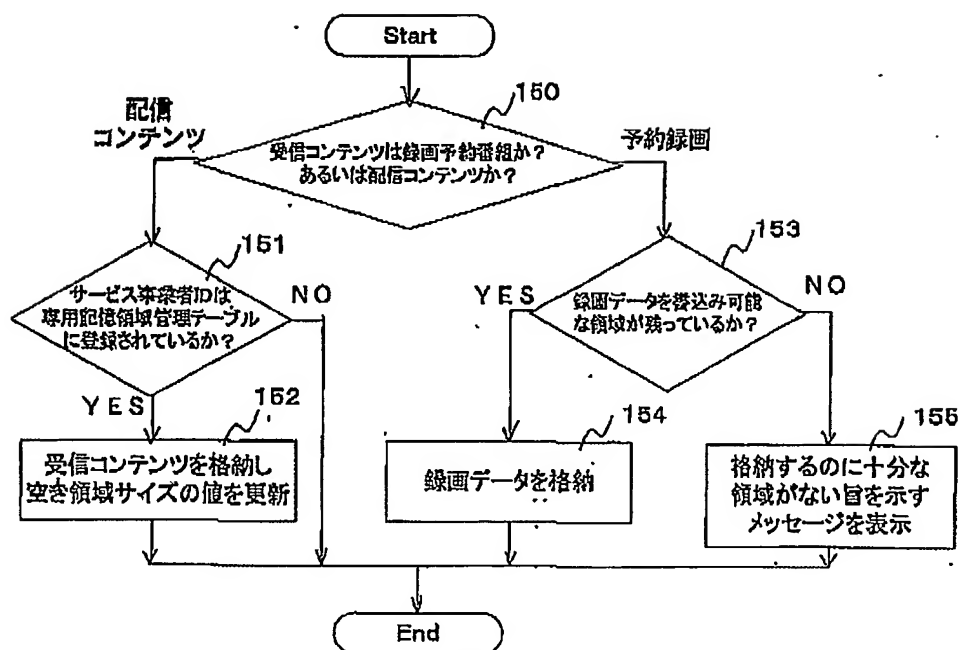 Start
150
配信
コンテンツ
受信コンテンツは録画予約番組か？
あるいは配信コンテンツか？
予約録画
151
サービス事業者IDは
専用記憶領域管理テーブル
に登録されているか？
NO
YES
153
録画データを書込み可能
な領域が残っているか？
YES
NO
152
受信コンテンツを格納し
空き領域サイズの値を更新
154
録画データを格納
155
格納するのに十分な
領域がない旨を示す
メッセージを表示
End